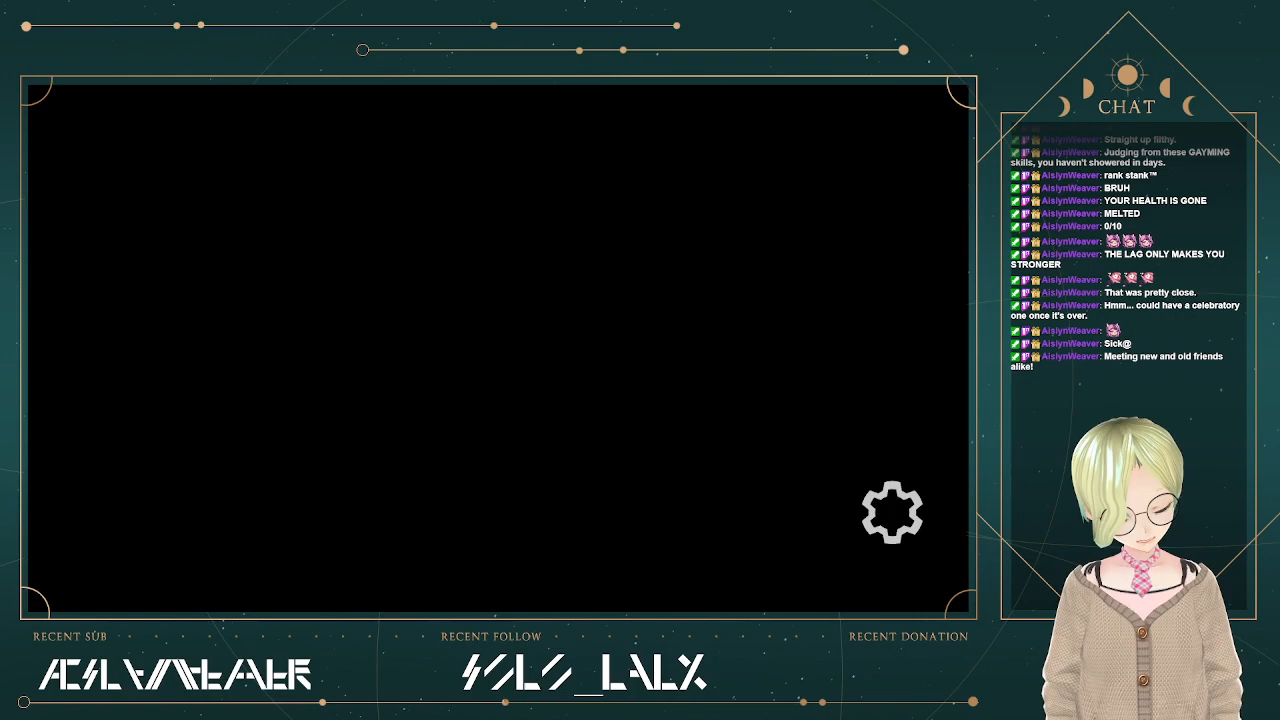 CHAT
AislynWeaver: Straight up filthy.
AislynWeaver: Judging from these GAYMING
skills, you haven't showered in days.
AislynWeaver: rank stank™
AislynWeaver: BRUH
AislynWeaver: YOUR HEALTH IS GONE
AislynWeaver: MELTED
AislynWeaver: 0/10
AislynWeaver:
AislynWeaver: THE LAG ONLY MAKES YOU
STRONGER
AislynWeaver:
AislynWeaver: That was pretty close.
AislynWeaver: Hmm... could have a celebratory
one once it's over.
AislynWeaver:
AislynWeaver: Sick@
AislynWeaver: Meeting new and old friends
alike!
RECENT SUB
RECENT FOLLOW
RECENT DONATION
AISLYNWEAVER
SOLO_LALX